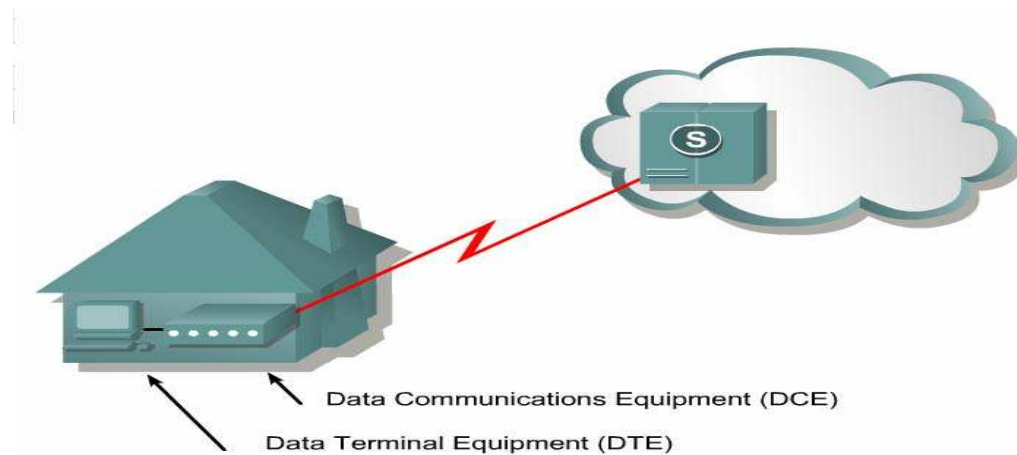 S
Data Communications Equipment (DCE)
Data Terminal Equipment (DTE)